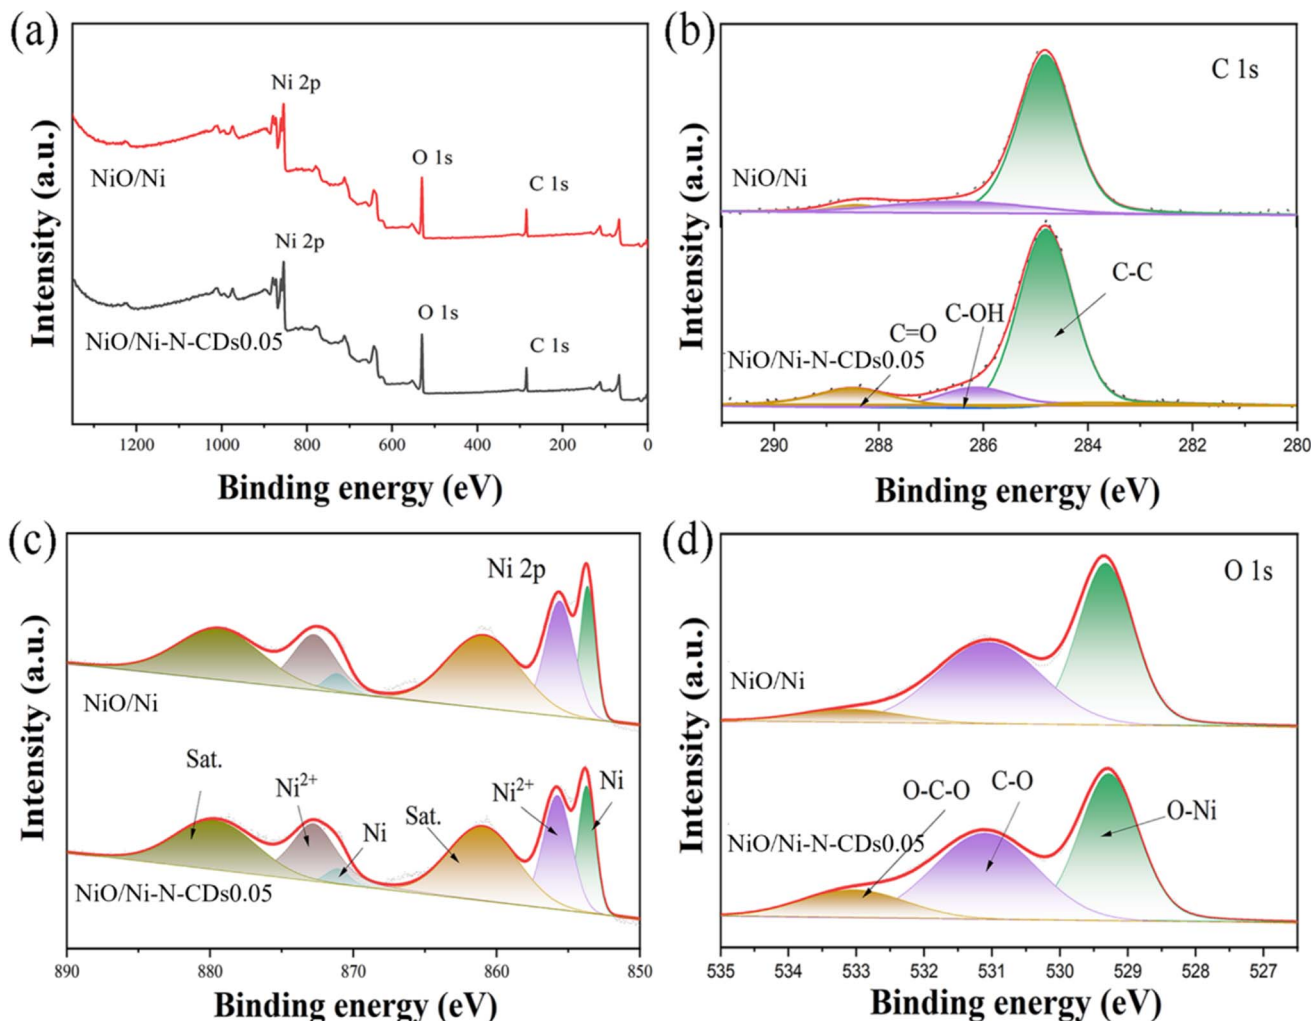 (a)
Ni 2p
O 1s
C 1s
NiO/Ni
Ni 2p
O 1s
C 1s
NiO/Ni-N-CDs0.05
Intensity (a.u.)
1200 1000 800 600 400 200 0
Binding energy (eV)
(b)
C 1s
NiO/Ni
C-C
C-OH
C=O
NiO/Ni-N-CDs0.05
Intensity (a.u.)
290 288 286 284 282 280
Binding energy (eV)
(c)
Ni 2p
NiO/Ni
Sat.
Ni2+
Ni
Sat.
Ni2+
Ni
NiO/Ni-N-CDs0.05
Intensity (a.u.)
890 880 870 860 850
Binding energy (eV)
(d)
O 1s
NiO/Ni
O-C-O
C-O
O-Ni
NiO/Ni-N-CDs0.05
Intensity (a.u.)
535 534 533 532 531 530 529 528 527
Binding energy (eV)